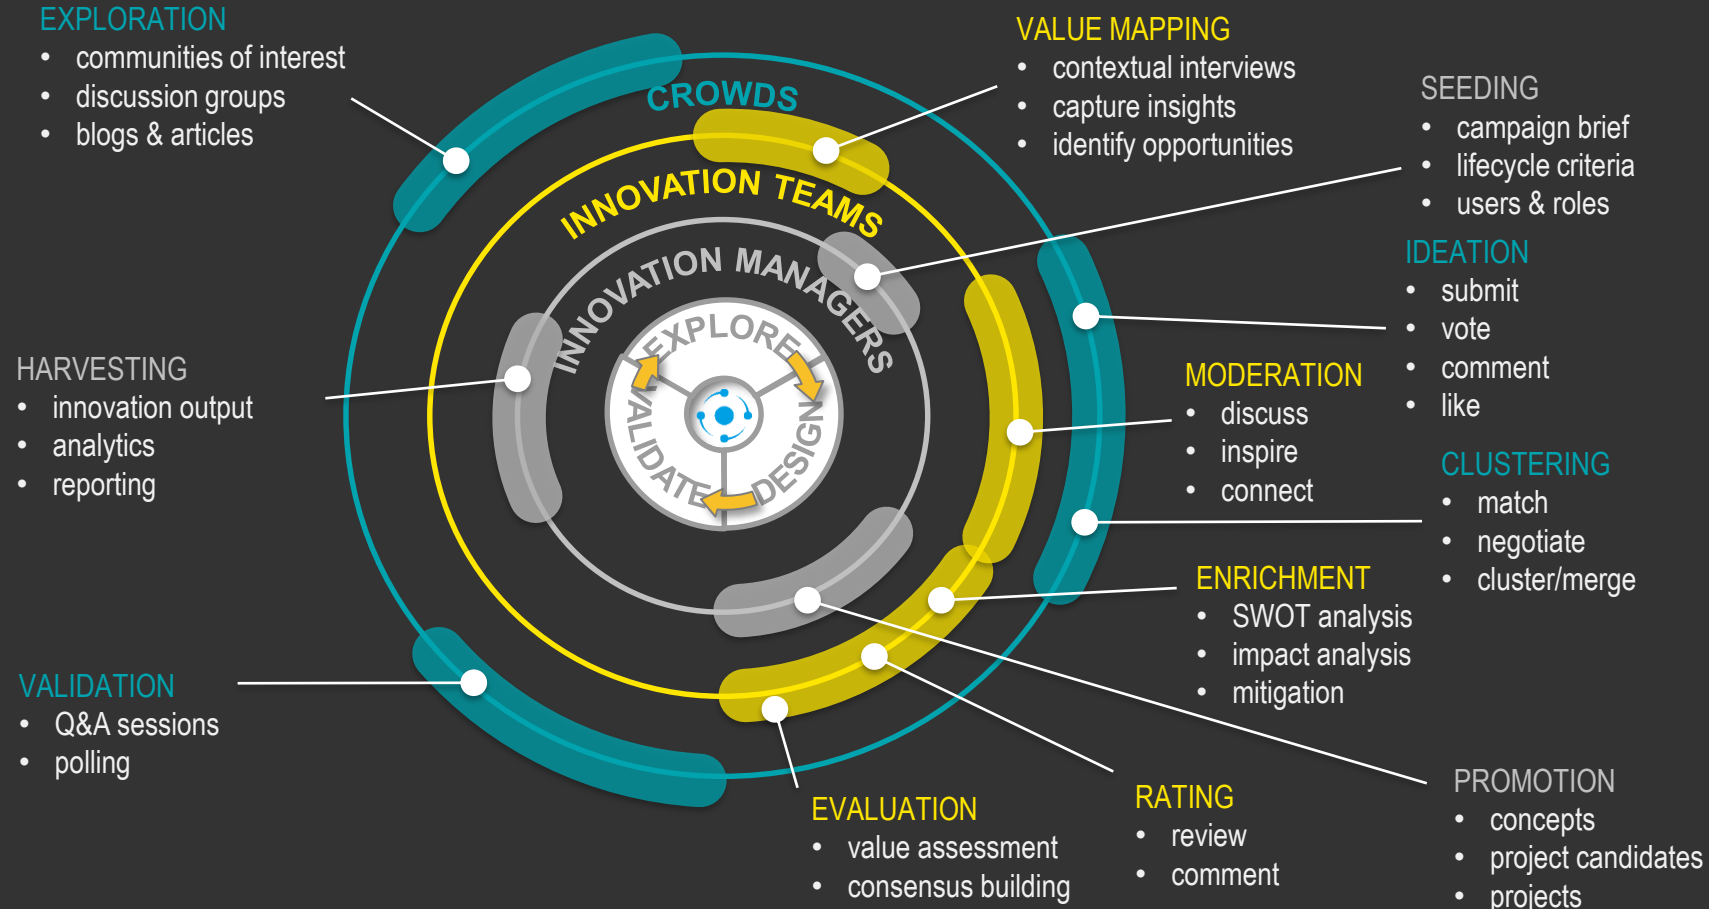 EXPLORATION
• communities of interest
• discussion groups
• blogs & articles
VALUE MAPPING
• contextual interviews
• capture insights
• identify opportunities
SEEDING
• campaign brief
• lifecycle criteria
• users & roles
IDEATION
• submit
• vote
• comment
• like
MODERATION
• discuss
• inspire
• connect
CLUSTERING
• match
• negotiate
• cluster/merge
ENRICHMENT
• SWOT analysis
• impact analysis
• mitigation
PROMOTION
• concepts
• project candidates
• projects
RATING
• review
• comment
EVALUATION
• value assessment
• consensus building
VALIDATION
• Q&A sessions
• polling
HARVESTING
• innovation output
• analytics
• reporting
CROWDS
INNOVATION TEAMS
INNOVATION MANAGERS
EXPLORE
DESIGN
VALIDATE